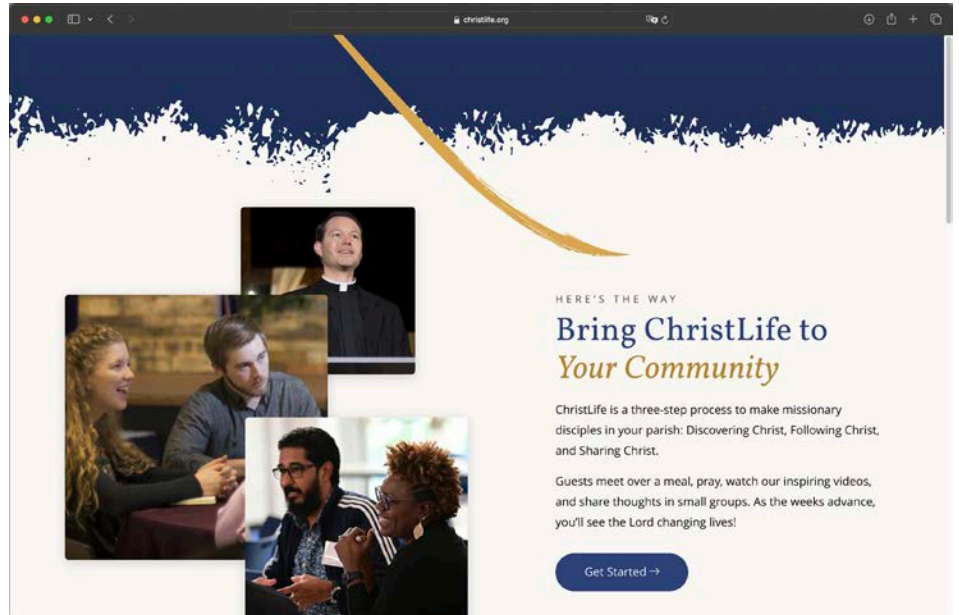 christlife.org
HERE'S THE WAY
Bring ChristLife to
Your Community
ChristLife is a three-step process to make missionary
disciples in your parish: Discovering Christ, Following Christ,
and Sharing Christ.
Guests meet over a meal, pray, watch our inspiring videos,
and share thoughts in small groups. As the weeks advance,
you'll see the Lord changing lives!
Get Started →